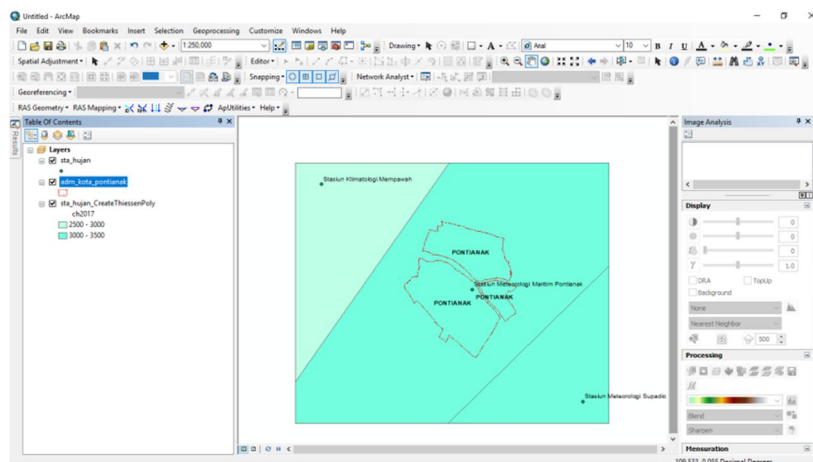 Untitled - ArcMap
File Edit View Bookmarks Insert Selection Geoprocessing Customize Windows Help
1:250,000 Drawing Arial 10 B I U A
Spatial Adjustment Editor
Snapping Network Analyst
Georeferencing
RAS Geometry RAS Mapping ApUtilities Help
Results
Table Of Contents
Layers
sta_hujan
adm_kota_pontianak
sta_hujan_CreateThiessenPoly
ch2017
2500 - 3000
3000 - 3500
Stasiun Klimatologi Mempawah
PONTIANAK
Stasiun Meteorologi Maritim Pontianak
PONTIANAK
PONTIANAK
Stasiun Meteorologi Supadio
Image Analysis
Display
0
0
0
1.0
DRA TopUp
Background
None
Nearest Neighbor
500
Processing
Blend
Sharpen
Mensuration